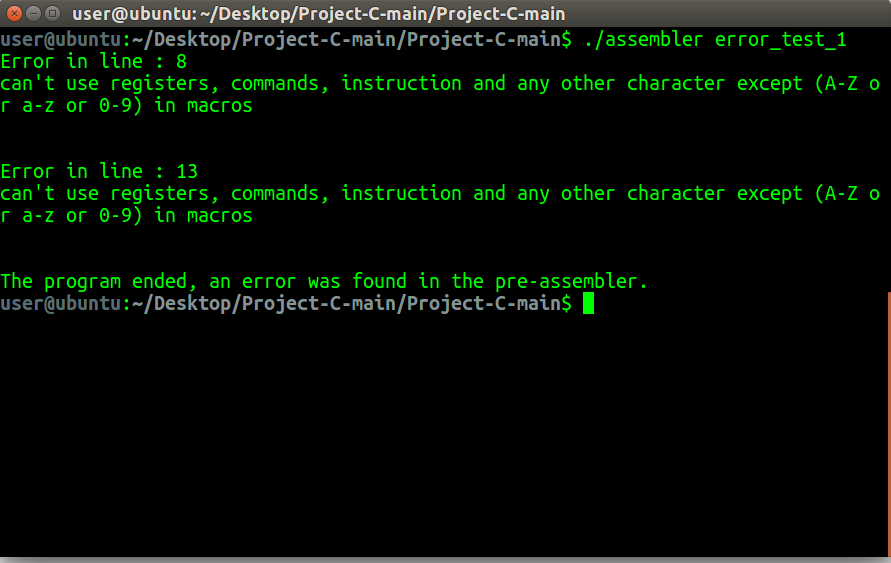 user@ubuntu: ~/Desktop/Project-C-main/Project-C-main
user@ubuntu:~/Desktop/Project-C-main/Project-C-main$ ./assembler error_test_1
Error in line : 8
can't use registers, commands, instruction and any other character except (A-Z o
r a-z or 0-9) in macros
Error in line : 13
can't use registers, commands, instruction and any other character except (A-Z o
r a-z or 0-9) in macros
The program ended, an error was found in the pre-assembler.
user@ubuntu:~/Desktop/Project-C-main/Project-C-main$